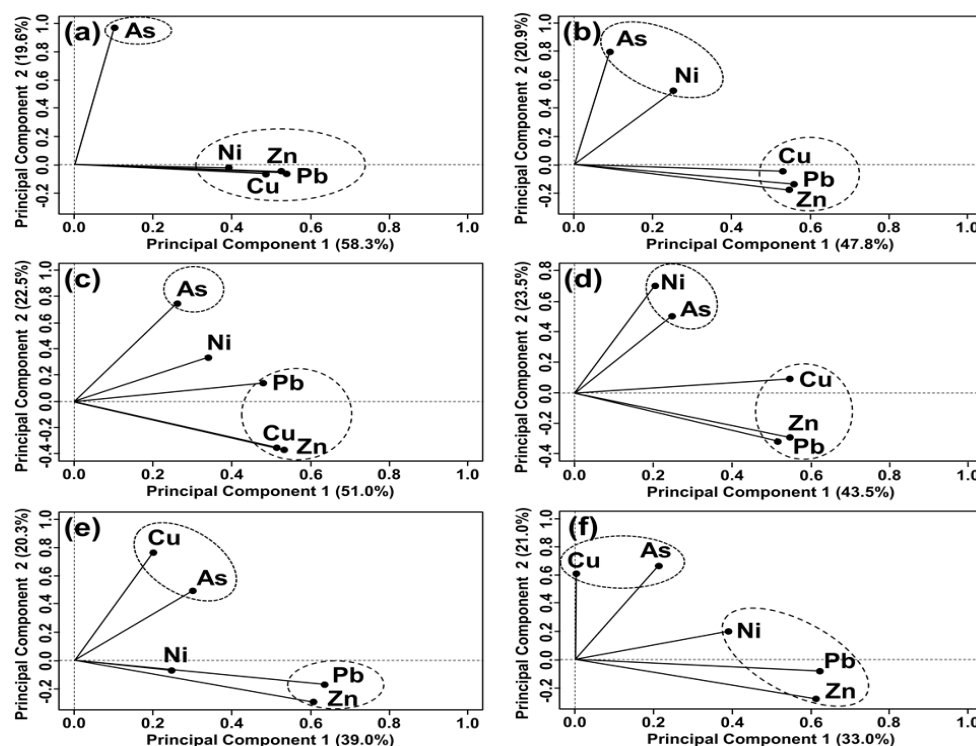 (a)
As
Ni
Zn
Cu
Pb
Principal Component 2 (19.6%)
-0.2 0.0 0.2 0.4 0.6 0.8 1.0
0.0 0.2 0.4 0.6 0.8 1.0
Principal Component 1 (58.3%)
(b)
As
Ni
Cu
Pb
Zn
Principal Component 2 (20.9%)
-0.2 0.0 0.2 0.4 0.6 0.8 1.0
0.0 0.2 0.4 0.6 0.8 1.0
Principal Component 1 (47.8%)
(c)
As
Ni
Pb
Cu
Zn
Principal Component 2 (22.5%)
-0.4 -0.2 0.0 0.2 0.4 0.6 0.8 1.0
0.0 0.2 0.4 0.6 0.8 1.0
Principal Component 1 (51.0%)
(d)
Ni
As
Cu
Zn
Pb
Principal Component 2 (23.5%)
-0.4 -0.2 0.0 0.2 0.4 0.6 0.8
0.0 0.2 0.4 0.6 0.8 1.0
Principal Component 1 (43.5%)
(e)
Cu
As
Ni
Pb
Zn
Principal Component 2 (20.3%)
-0.2 0.0 0.2 0.4 0.6 0.8 1.0
0.0 0.2 0.4 0.6 0.8 1.0
Principal Component 1 (39.0%)
(f)
Cu
As
Ni
Pb
Zn
Principal Component 2 (21.0%)
-0.2 0.0 0.2 0.4 0.6 0.8 1.0
0.0 0.2 0.4 0.6 0.8 1.0
Principal Component 1 (33.0%)